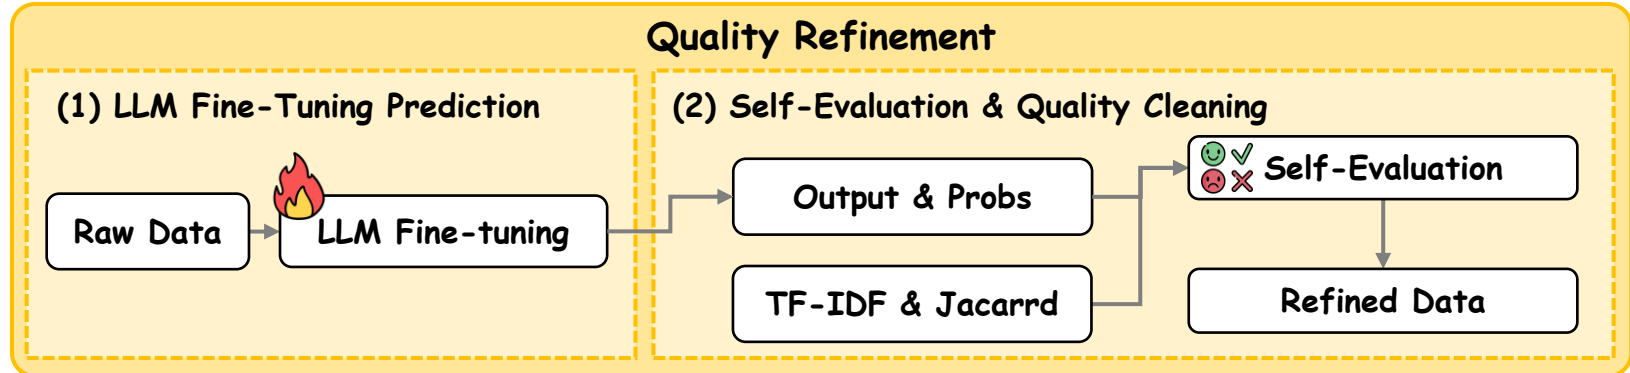 Quality Refinement
(1) LLM Fine-Tuning Prediction
Raw Data
LLM Fine-tuning
(2) Self-Evaluation & Quality Cleaning
Output & Probs
TF-IDF & Jacarrd
Self-Evaluation
Refined Data